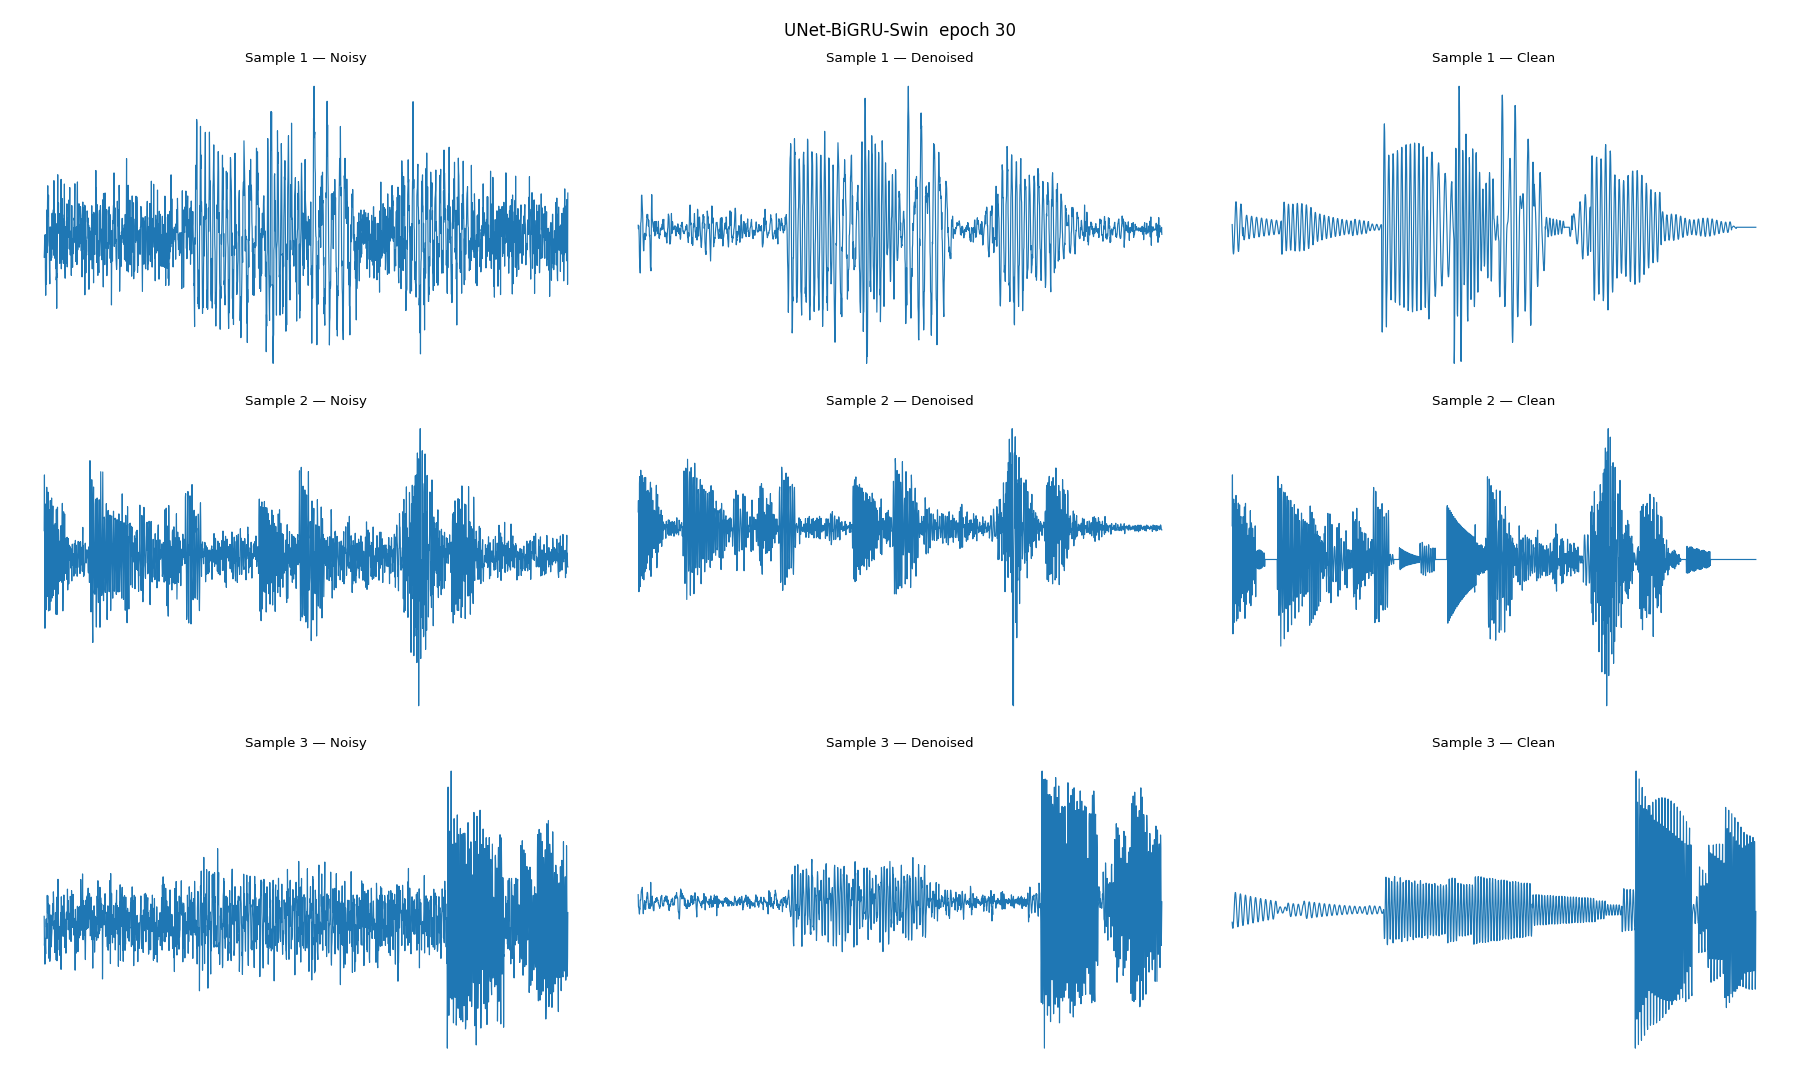 UNet-BiGRU-Swin  epoch 30
Sample 1 — Noisy
Sample 1 — Denoised
Sample 1 — Clean
Sample 2 — Noisy
Sample 2 — Denoised
Sample 2 — Clean
Sample 3 — Noisy
Sample 3 — Denoised
Sample 3 — Clean